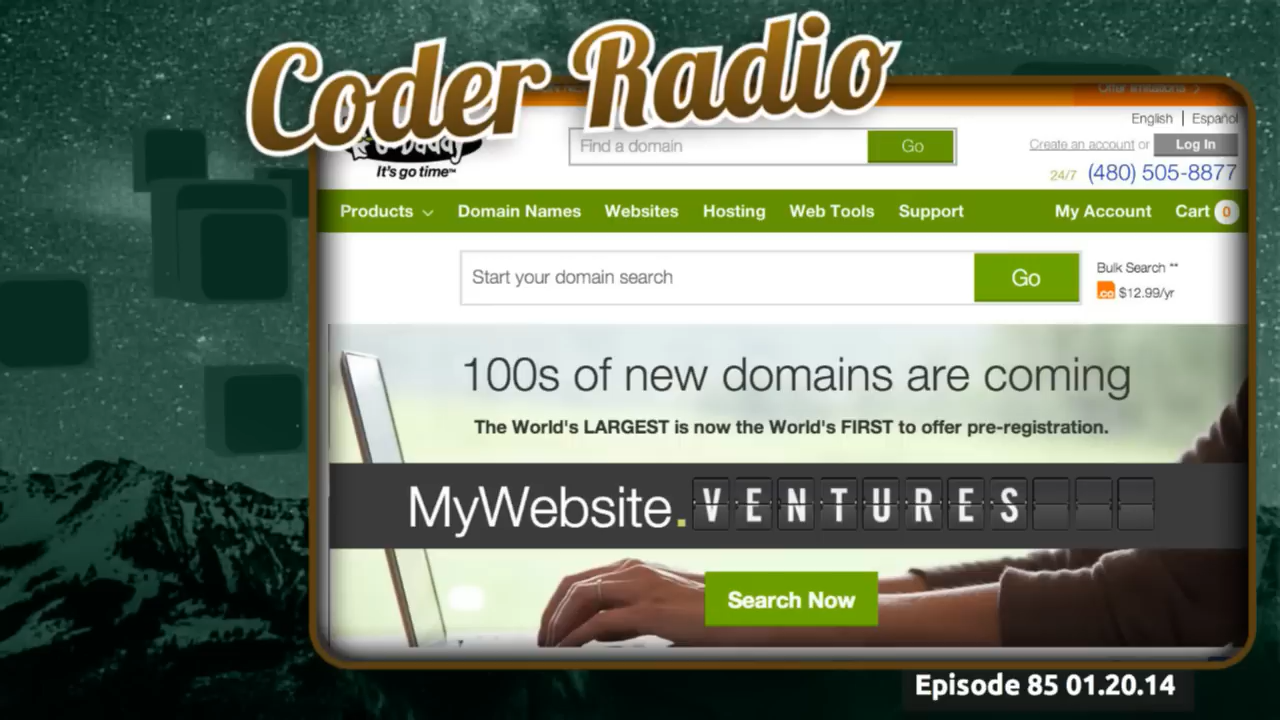 Coder Radio
Offer limitations >
English | Español
Find a domain Go
Create an account or Log In
It's go time™
24/7 (480) 505-8877
Products Domain Names Websites Hosting Web Tools Support My Account Cart 0
Start your domain search Go
Bulk Search **
.co $12.99/yr
100s of new domains are coming
The World's LARGEST is now the World's FIRST to offer pre-registration.
MyWebsite.VENTURES
Search Now
Episode 85 01.20.14